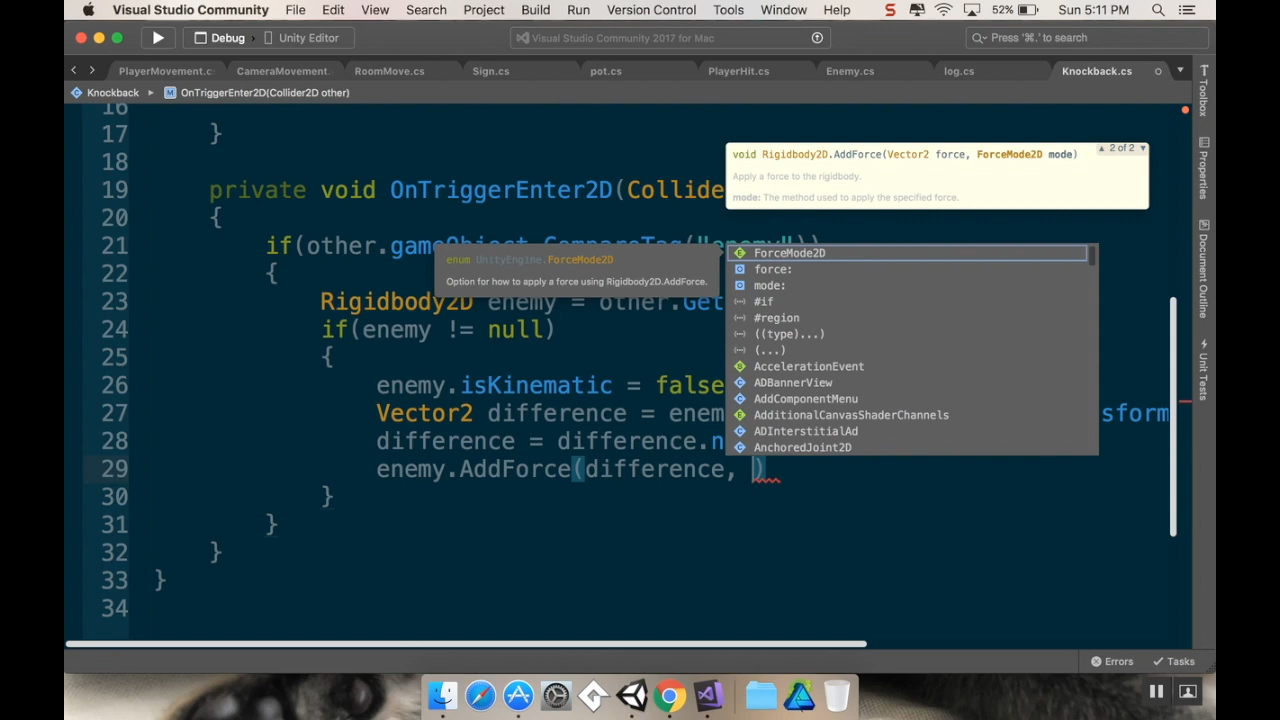 Visual Studio Community File Edit View Search Project Build Run Version Control Tools Window Help S 52% Sun 5:11 PM
Debug Unity Editor Visual Studio Community 2017 for Mac Press '⌘.' to search
PlayerMovement.c CameraMovement. RoomMove.cs Sign.cs pot.cs PlayerHit.cs Enemy.cs log.cs Knockback.cs
Knockback ▸ M OnTriggerEnter2D(Collider2D other)
16
17 }
18
19 private void OnTriggerEnter2D(Collide
20 {
21 if(other.gameObject.CompareTag("enemy"))
22 {
23 Rigidbody2D enemy = other.Get
24 if(enemy != null)
25 {
26 enemy.isKinematic = false
27 Vector2 difference = enem ransform
28 difference = difference.n
29 enemy.AddForce(difference, )
30 }
31 }
32 }
33 }
34
void Rigidbody2D.AddForce(Vector2 force, ForceMode2D mode) ▲ 2 of 2 ▼
Apply a force to the rigidbody.
mode: The method used to apply the specified force.
enum UnityEngine.ForceMode2D
Option for how to apply a force using Rigidbody2D.AddForce.
ForceMode2D
force:
mode:
#if
#region
((type)...)
(...)
AccelerationEvent
ADBannerView
AddComponentMenu
AdditionalCanvasShaderChannels
ADInterstitialAd
AnchoredJoint2D
Toolbox
Properties
Document Outline
Unit Tests
Errors Tasks